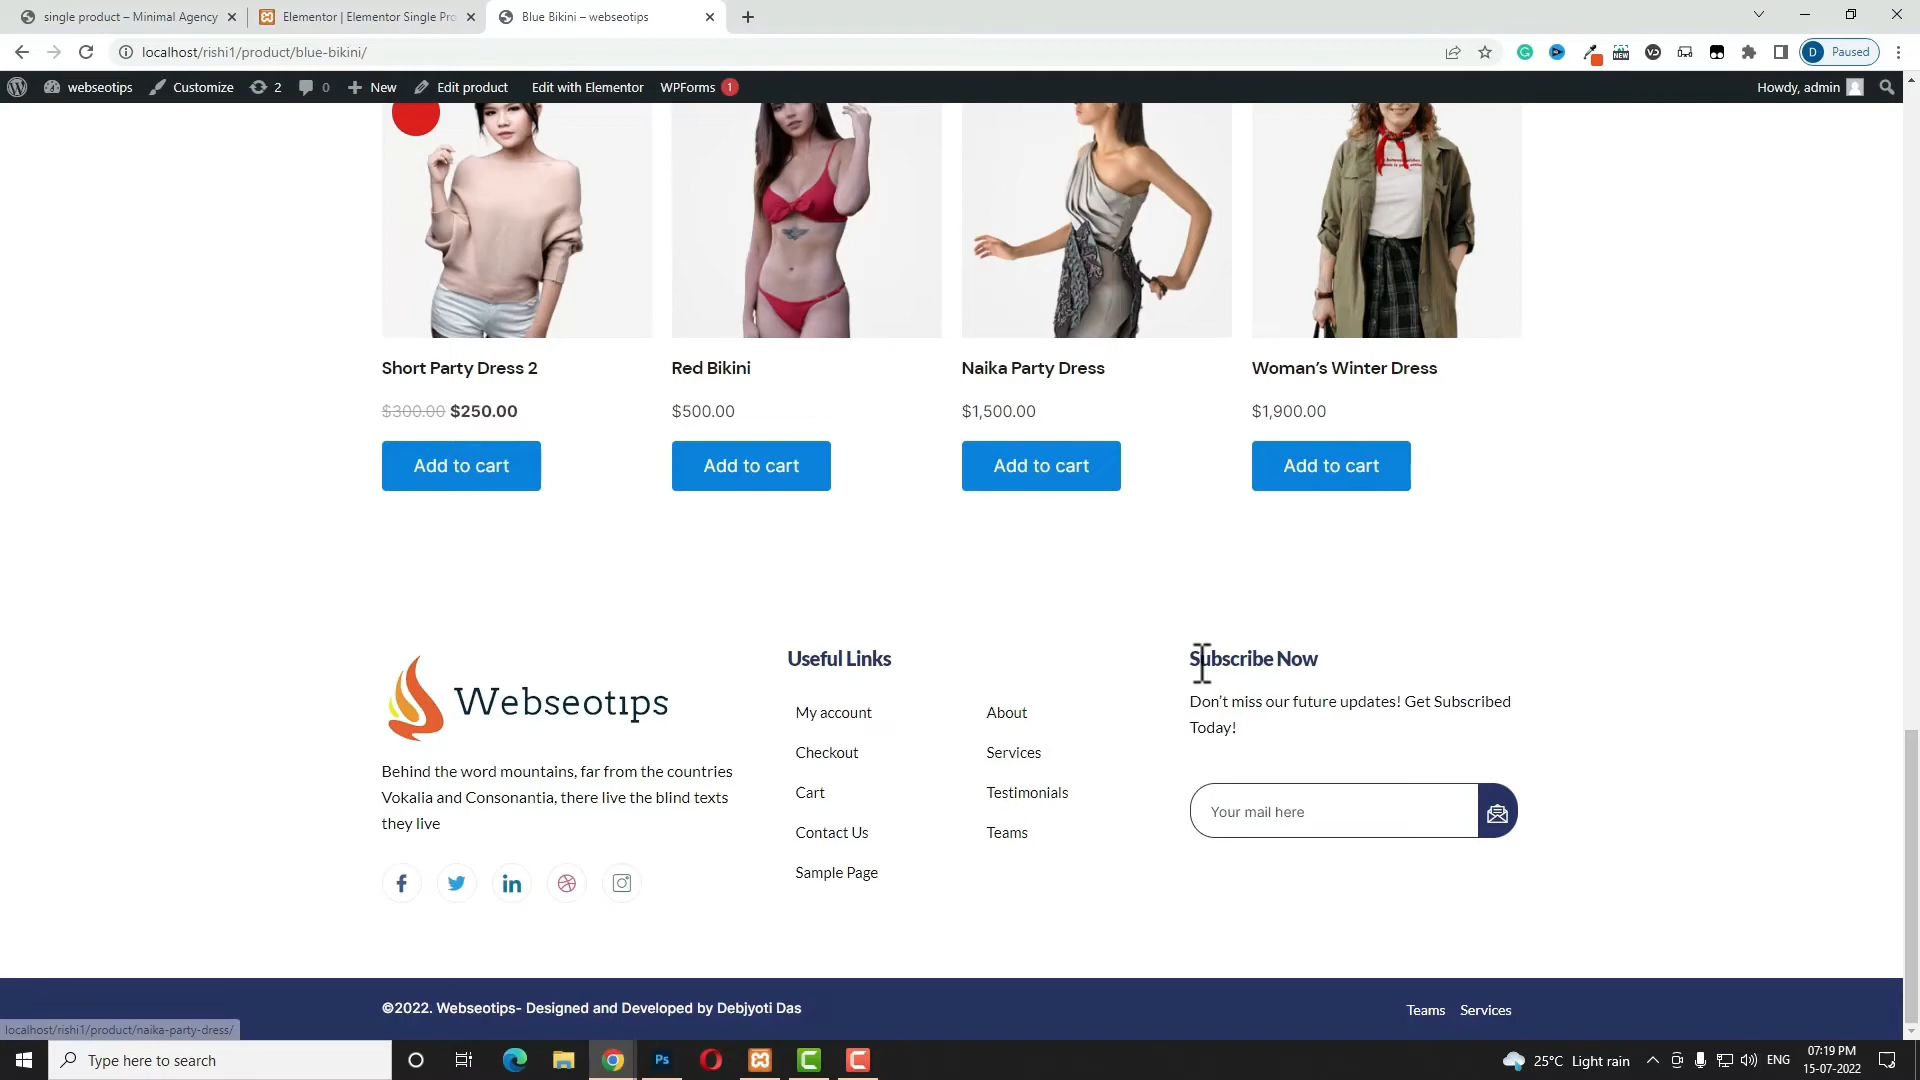 single product – Minimal Agency
Elementor | Elementor Single Pro
Blue Bikini – webseotips
localhost/rishi1/product/blue-bikini/
NEW
D Paused
webseotips
Customize
2
0
New
Edit product
Edit with Elementor
WPForms 1
Howdy, admin
Short Party Dress 2
Red Bikini
Naika Party Dress
Woman's Winter Dress
$300.00 $250.00
$500.00
$1,500.00
$1,900.00
Add to cart
Add to cart
Add to cart
Add to cart
Webseotips
Behind the word mountains, far from the countries
Vokalia and Consonantia, there live the blind texts
they live
Useful Links
My account
Checkout
Cart
Contact Us
Sample Page
About
Services
Testimonials
Teams
Subscribe Now
Don't miss our future updates! Get Subscribed
Today!
Your mail here
©2022. Webseotips- Designed and Developed by Debjyoti Das
Teams
Services
localhost/rishi1/product/naika-party-dress/
Type here to search
Ps
25°C Light rain
ENG
07:19 PM
15-07-2022